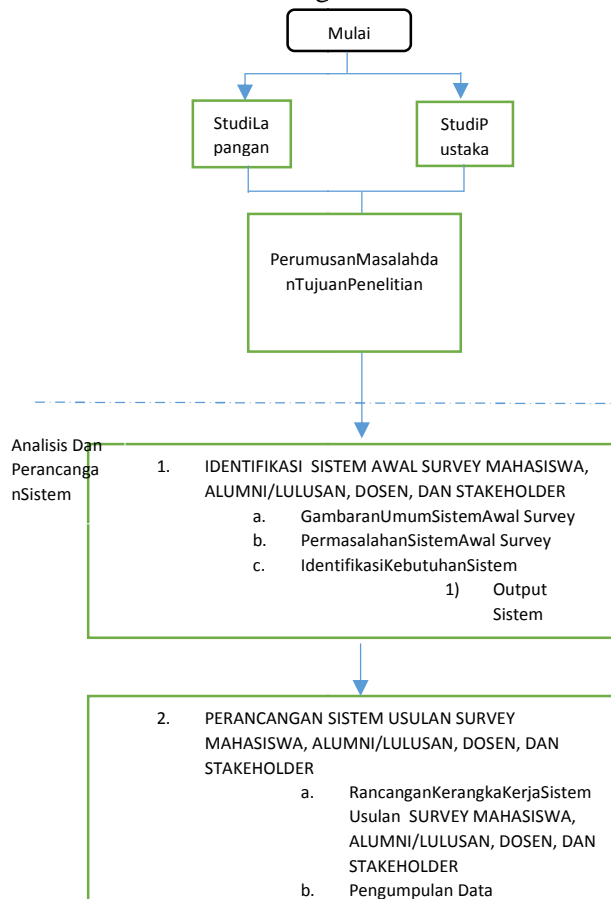 Mulai
StudiLa
pangan
StudiP
ustaka
PerumusanMasalahda
nTujuanPenelitian
Analisis Dan
Perancanga
nSistem
1. IDENTIFIKASI SISTEM AWAL SURVEY MAHASISWA,
ALUMNI/LULUSAN, DOSEN, DAN STAKEHOLDER
a. GambaranUmumSistemAwal Survey
b. PermasalahanSistemAwal Survey
c. IdentifikasiKebutuhanSistem
1) Output
Sistem
2. PERANCANGAN SISTEM USULAN SURVEY
MAHASISWA, ALUMNI/LULUSAN, DOSEN, DAN
STAKEHOLDER
a. RancanganKerangkaKerjaSistem
Usulan SURVEY MAHASISWA,
ALUMNI/LULUSAN, DOSEN, DAN
STAKEHOLDER
b. Pengumpulan Data